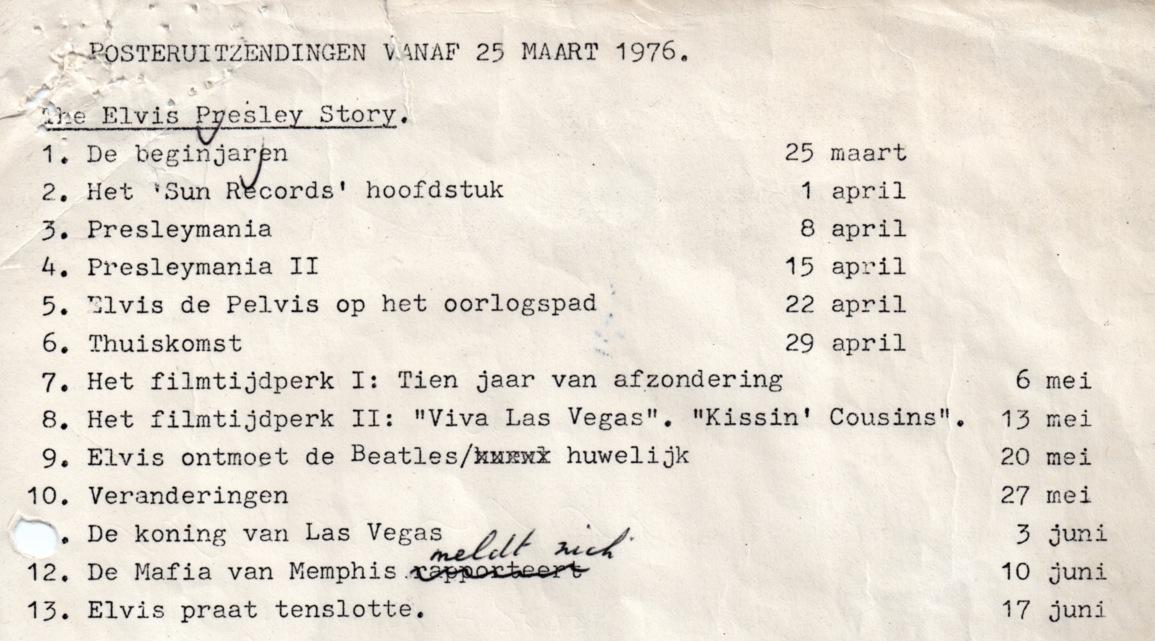 POSTERUITZENDINGEN VANAF 25 MAART 1976.
The Elvis Presley Story.
1. De beginjaren 25 maart
2. Het 'Sun Records' hoofdstuk 1 april
3. Presleymania 8 april
4. Presleymania II 15 april
5. Elvis de Pelvis op het oorlogspad 22 april
6. Thuiskomst 29 april
7. Het filmtijdperk I: Tien jaar van afzondering 6 mei
8. Het filmtijdperk II: "Viva Las Vegas". "Kissin' Cousins". 13 mei
9. Elvis ontmoet de Beatles/ huwelijk 20 mei
10. Veranderingen 27 mei
. De koning van Las Vegas 3 juni
meldt zich
12. De Mafia van Memphis rapporteert 10 juni
13. Elvis praat tenslotte. 17 juni